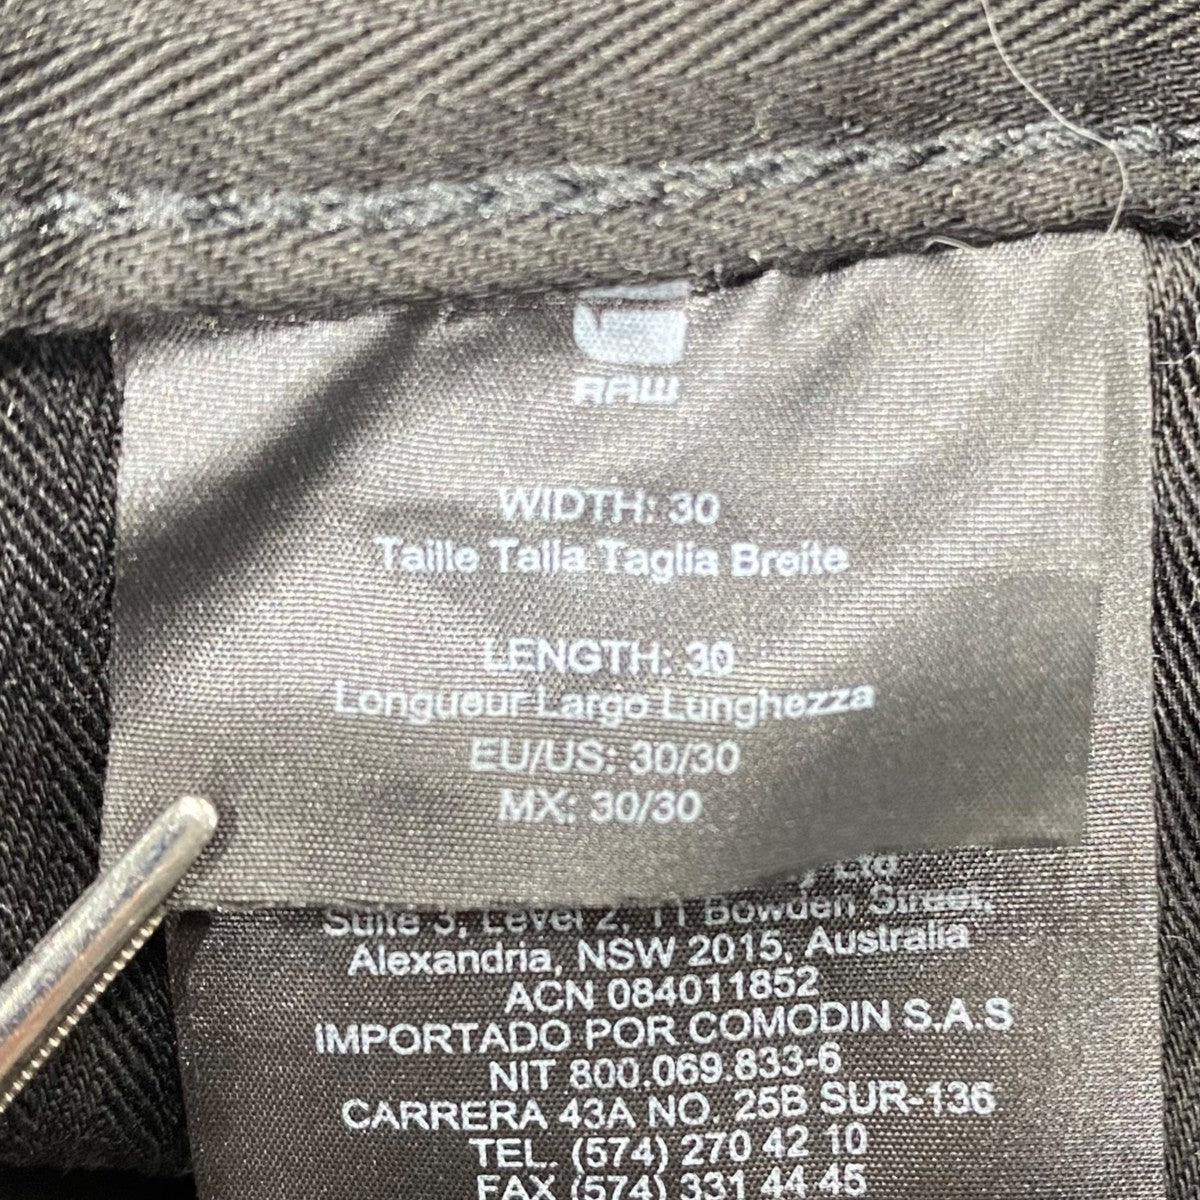 RAW
WIDTH: 30
Taille Talla Taglia Breite
LENGTH: 30
Longueur Largo Lunghezza
EU/US: 30/30
MX: 30/30
Ltd
Suite 3, Level 2, 11 Bowden Street,
Alexandria, NSW 2015, Australia
ACN 084011852
IMPORTADO POR COMODIN S.A.S
NIT 800.069.833-6
CARRERA 43A NO. 25B SUR-136
TEL. (574) 270 42 10
FAX (574) 331 44 45